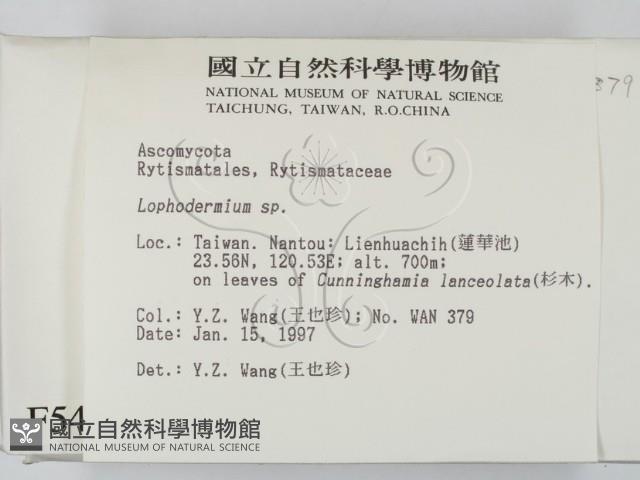 國立自然科學博物館
NATIONAL MUSEUM OF NATURAL SCIENCE
TAICHUNG, TAIWAN, R.O.CHINA
379
Ascomycota
Rytismatales, Rytismataceae
Lophodermium sp.
Loc.: Taiwan. Nantou: Lienhuachih(蓮華池)
23.56N, 120.53E; alt. 700m;
on leaves of Cunninghamia lanceolata(杉木).
Col.: Y.Z. Wang(王也珍); No. WAN 379
Date: Jan. 15, 1997
Det.: Y.Z. Wang(王也珍)
F54
國立自然科學博物館
NATIONAL MUSEUM OF NATURAL SCIENCE